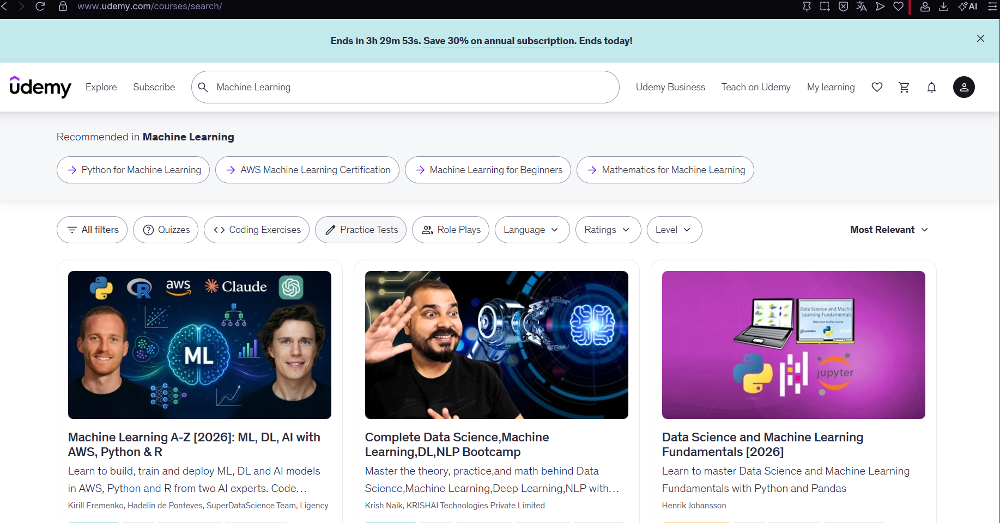 www.udemy.com/courses/search/
AI
Ends in 3h 29m 53s. Save 30% on annual subscription. Ends today!
udemy
Explore
Subscribe
Machine Learning
Udemy Business
Teach on Udemy
My learning
Recommended in Machine Learning
Python for Machine Learning
AWS Machine Learning Certification
Machine Learning for Beginners
Mathematics for Machine Learning
All filters
Quizzes
Coding Exercises
Practice Tests
Role Plays
Language
Ratings
Level
Most Relevant
R
aws
Claude
ML
Data Science and Machin
Learning Fundamentals
Welcome to the course
pandas
jupyter
Machine Learning A-Z [2026]: ML, DL, AI with
AWS, Python & R
Learn to build, train and deploy ML, DL and AI models
in AWS, Python and R from two AI experts. Code...
Kirill Eremenko, Hadelin de Ponteves, SuperDataScience Team, Ligency
Complete Data Science,Machine
Learning,DL,NLP Bootcamp
Master the theory, practice,and math behind Data
Science,Machine Learning,Deep Learning,NLP with...
Krish Naik, KRISHAI Technologies Private Limited
Data Science and Machine Learning
Fundamentals [2026]
Learn to master Data Science and Machine Learning
Fundamentals with Python and Pandas
Henrik Johansson